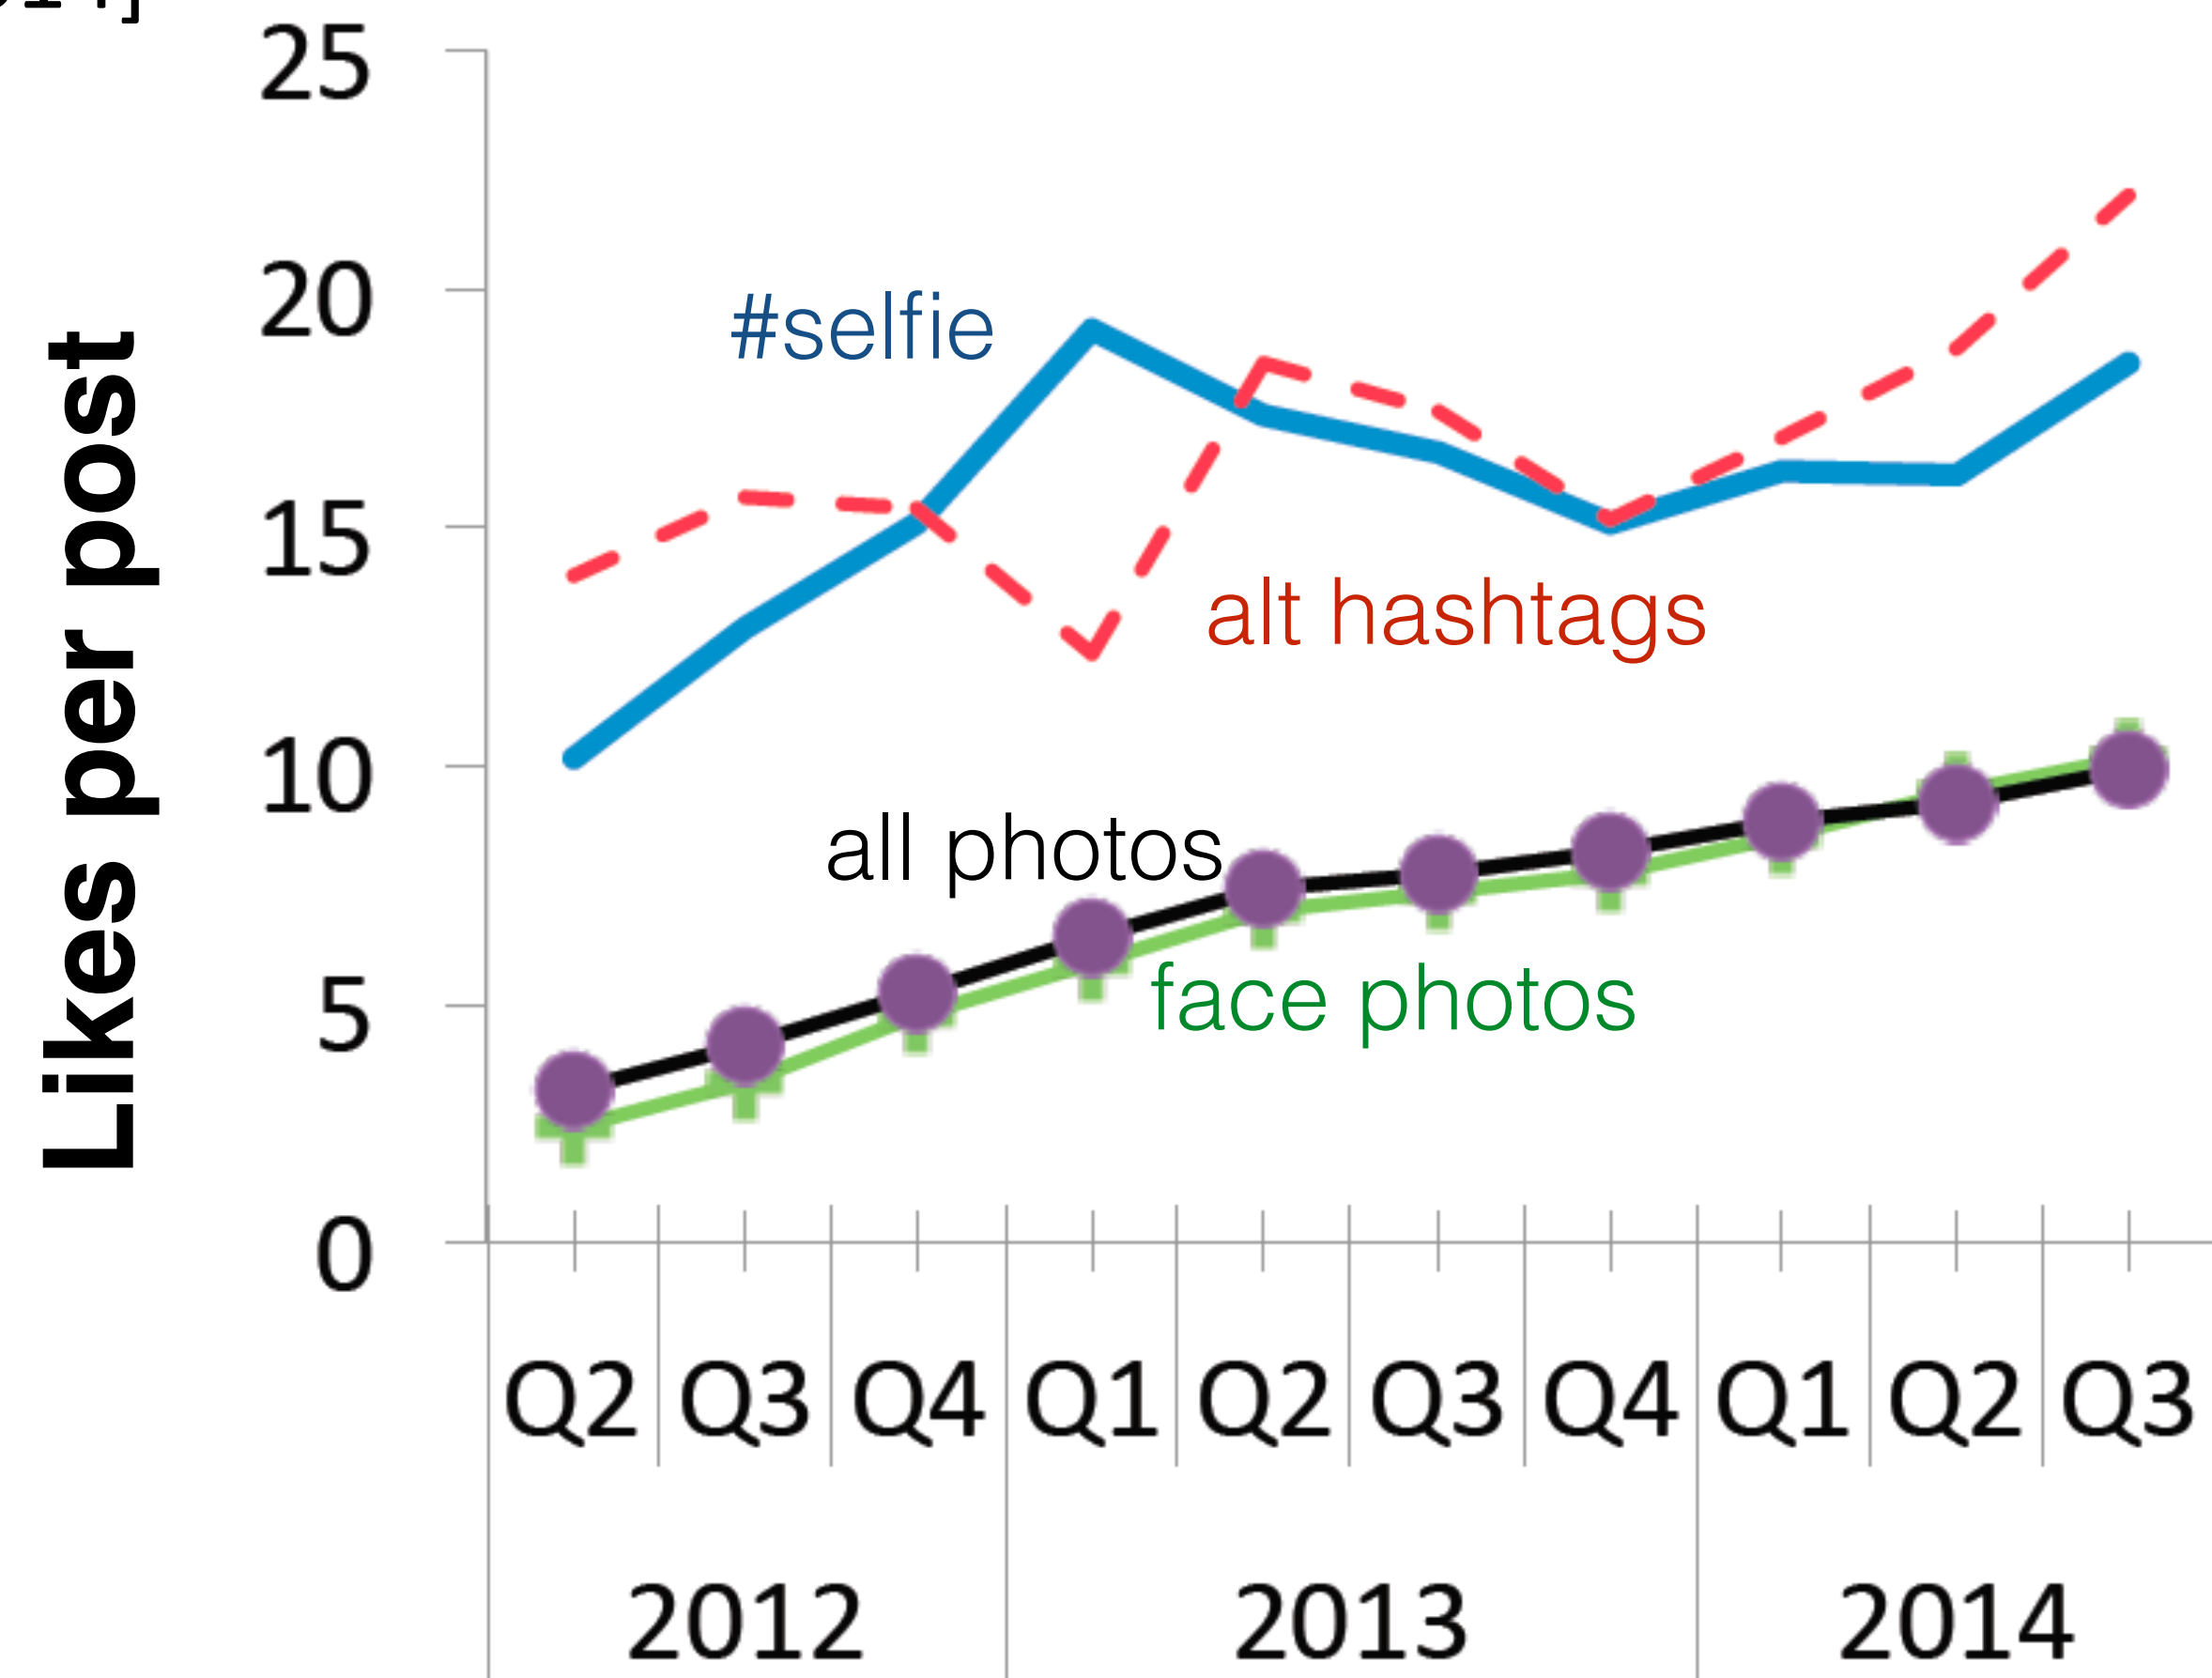 25
20
15
10
5
0
Likes per post
#selfie
alt hashtags
all photos
face photos
Q2 Q3 Q4 Q1 Q2 Q3 Q4 Q1 Q2 Q3
2012 2013 2014